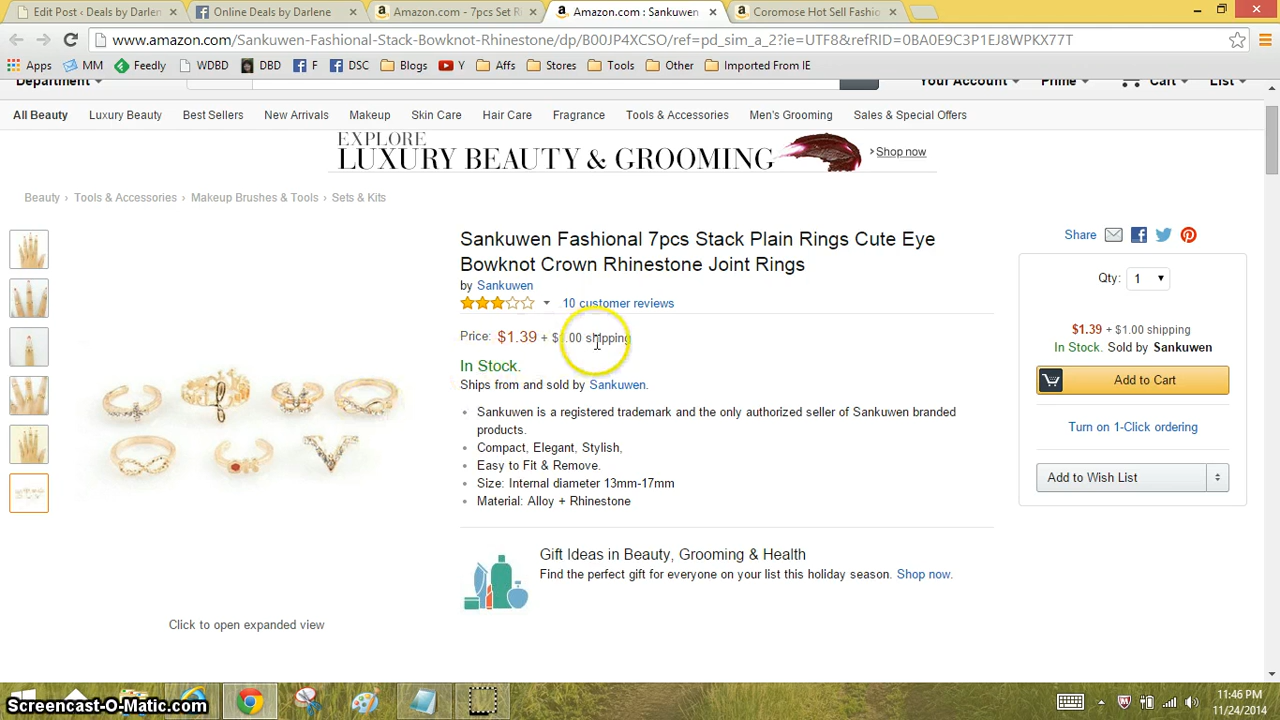 Edit Post ‹ Deals by Darlene
Online Deals by Darlene
Amazon.com - 7pcs Set R
Amazon.com : Sankuwen
Coromose Hot Sell Fashio
www.amazon.com/Sankuwen-Fashional-Stack-Bowknot-Rhinestone/dp/B00JP4XCSO/ref=pd_sim_a_2?ie=UTF8&refRID=0BA0E9C3P1EJ8WPKX77T
Apps MM Feedly WDBD DBD F DSC Blogs Y Affs Stores Tools Other Imported From IE
Department Your Account Prime Cart List
All Beauty Luxury Beauty Best Sellers New Arrivals Makeup Skin Care Hair Care Fragrance Tools & Accessories Men's Grooming Sales & Special Offers
EXPLORE
LUXURY BEAUTY & GROOMING
› Shop now
Beauty › Tools & Accessories › Makeup Brushes & Tools › Sets & Kits
Sankuwen Fashional 7pcs Stack Plain Rings Cute Eye
Bowknot Crown Rhinestone Joint Rings
by Sankuwen
10 customer reviews
Price: $1.39 + $1.00 shipping
In Stock.
Ships from and sold by Sankuwen.
Sankuwen is a registered trademark and the only authorized seller of Sankuwen branded
products.
Compact, Elegant, Stylish,
Easy to Fit & Remove.
Size: Internal diameter 13mm-17mm
Material: Alloy + Rhinestone
Gift Ideas in Beauty, Grooming & Health
Find the perfect gift for everyone on your list this holiday season. Shop now.
Click to open expanded view
Share
Qty: 1
$1.39 + $1.00 shipping
In Stock. Sold by Sankuwen
Add to Cart
Turn on 1-Click ordering
Add to Wish List
Screencast-O-Matic.com
11:46 PM
11/24/2014